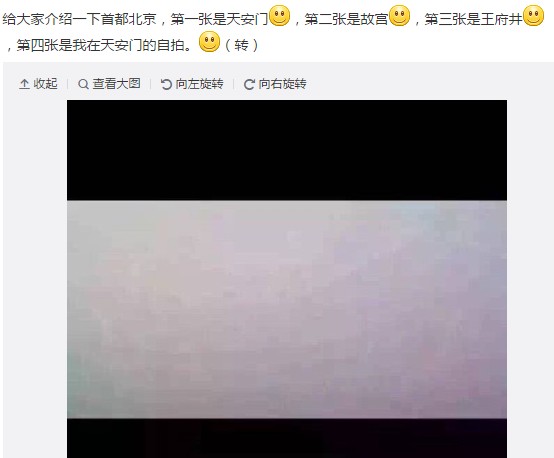 给大家介绍一下首都北京，第一张是天安门，第二张是故宫，第三张是王府井
，第四张是我在天安门的自拍。（转）
收起 查看大图 向左旋转 向右旋转